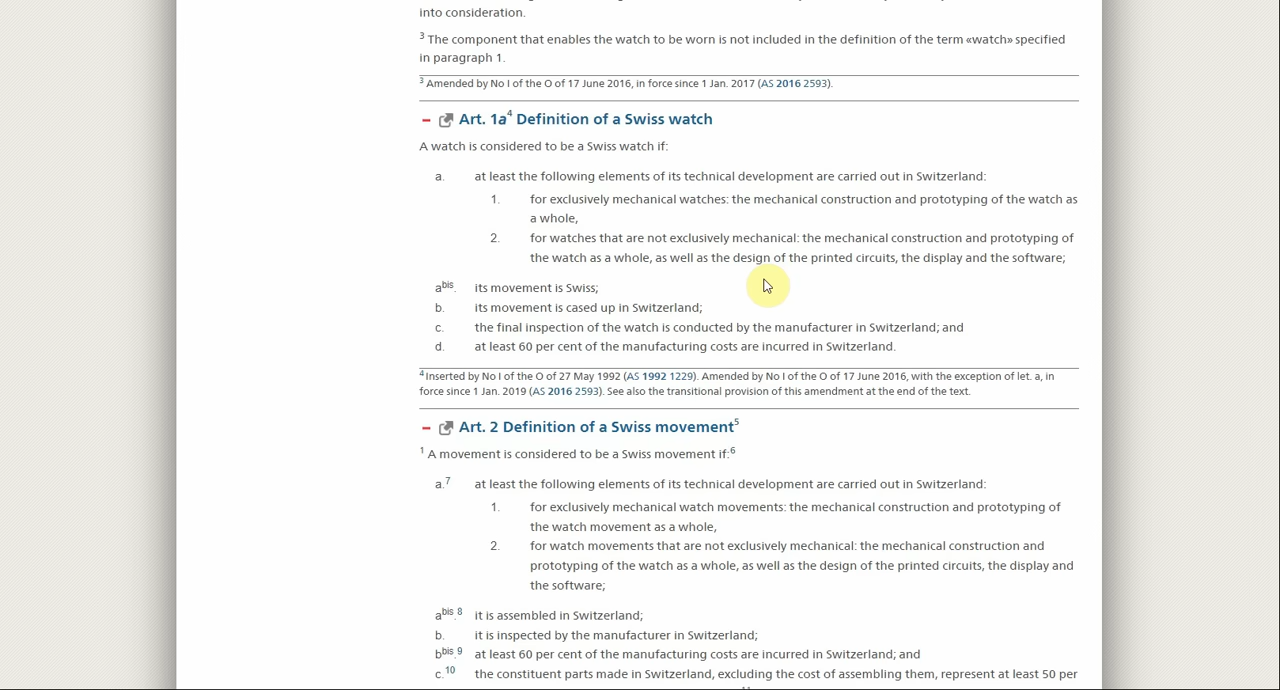 into consideration.
3 The component that enables the watch to be worn is not included in the definition of the term «watch» specified
in paragraph 1.
3 Amended by No I of the O of 17 June 2016, in force since 1 Jan. 2017 (AS 2016 2593).
Art. 1a4 Definition of a Swiss watch
A watch is considered to be a Swiss watch if:
a. at least the following elements of its technical development are carried out in Switzerland:
1. for exclusively mechanical watches: the mechanical construction and prototyping of the watch as
a whole,
2. for watches that are not exclusively mechanical: the mechanical construction and prototyping of
the watch as a whole, as well as the design of the printed circuits, the display and the software;
abis. its movement is Swiss;
b. its movement is cased up in Switzerland;
c. the final inspection of the watch is conducted by the manufacturer in Switzerland; and
d. at least 60 per cent of the manufacturing costs are incurred in Switzerland.
4 Inserted by No I of the O of 27 May 1992 (AS 1992 1229). Amended by No I of the O of 17 June 2016, with the exception of let. a, in
force since 1 Jan. 2019 (AS 2016 2593). See also the transitional provision of this amendment at the end of the text.
Art. 2 Definition of a Swiss movement5
1 A movement is considered to be a Swiss movement if:6
a.7 at least the following elements of its technical development are carried out in Switzerland:
1. for exclusively mechanical watch movements: the mechanical construction and prototyping of
the watch movement as a whole,
2. for watch movements that are not exclusively mechanical: the mechanical construction and
prototyping of the watch as a whole, as well as the design of the printed circuits, the display and
the software;
abis.8 it is assembled in Switzerland;
b. it is inspected by the manufacturer in Switzerland;
bbis.9 at least 60 per cent of the manufacturing costs are incurred in Switzerland; and
c.10 the constituent parts made in Switzerland, excluding the cost of assembling them, represent at least 50 per